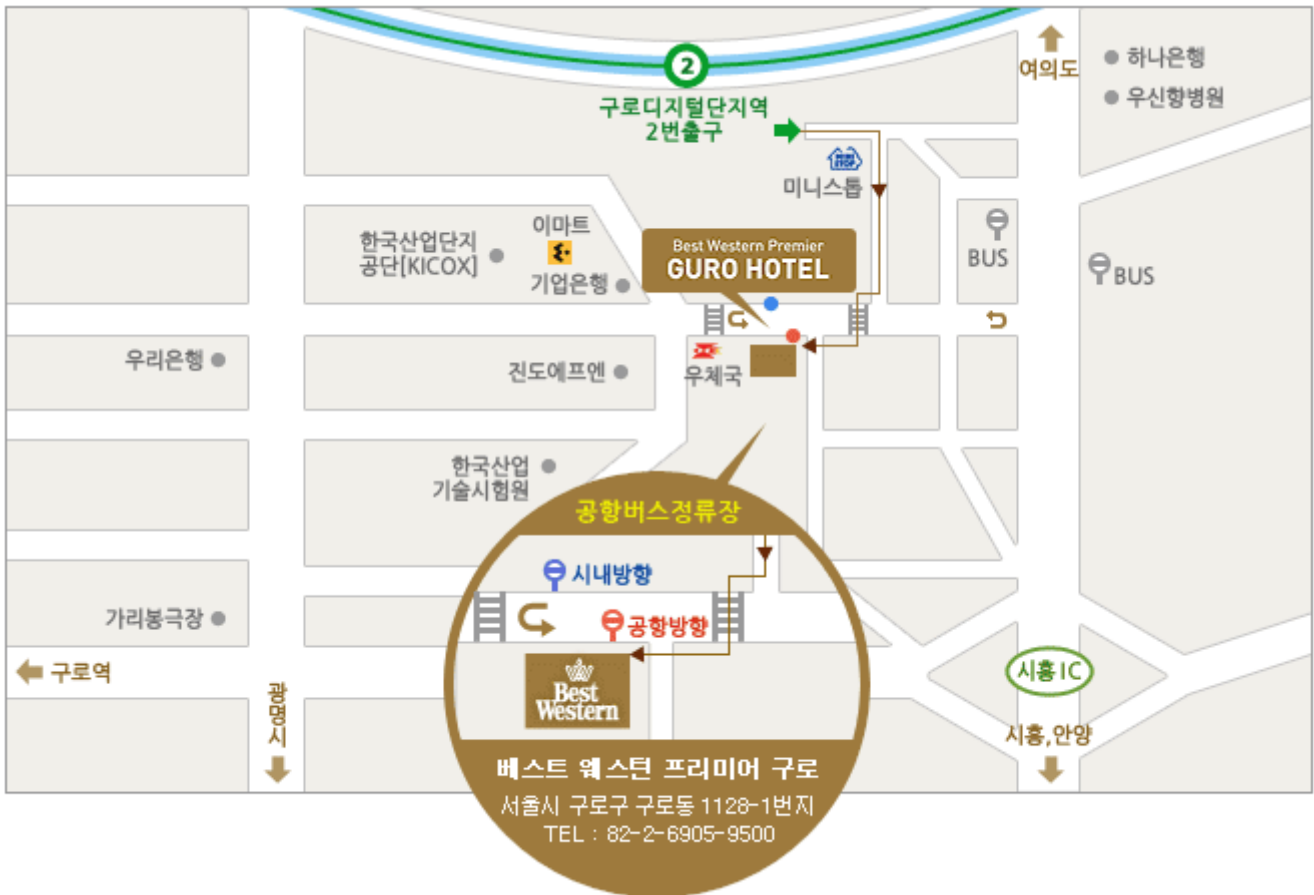 2
구로디지털단지역
2번출구
여의도
하나은행
우신향병원
미니스톱
MINI
STOP
이마트
한국산업단지
공단[KICOX]
기업은행
Best Western Premier
GURO HOTEL
BUS
BUS
우리은행
진도에프엔
우체국
한국산업
기술시험원
공항버스정류장
시내방향
공항방향
가리봉극장
구로역
광명시
Best
Western
시흥 IC
시흥,안양
베스트 웨스턴 프리미어 구로
서울시 구로구 구로동 1128-1번지
TEL : 82-2-6905-9500